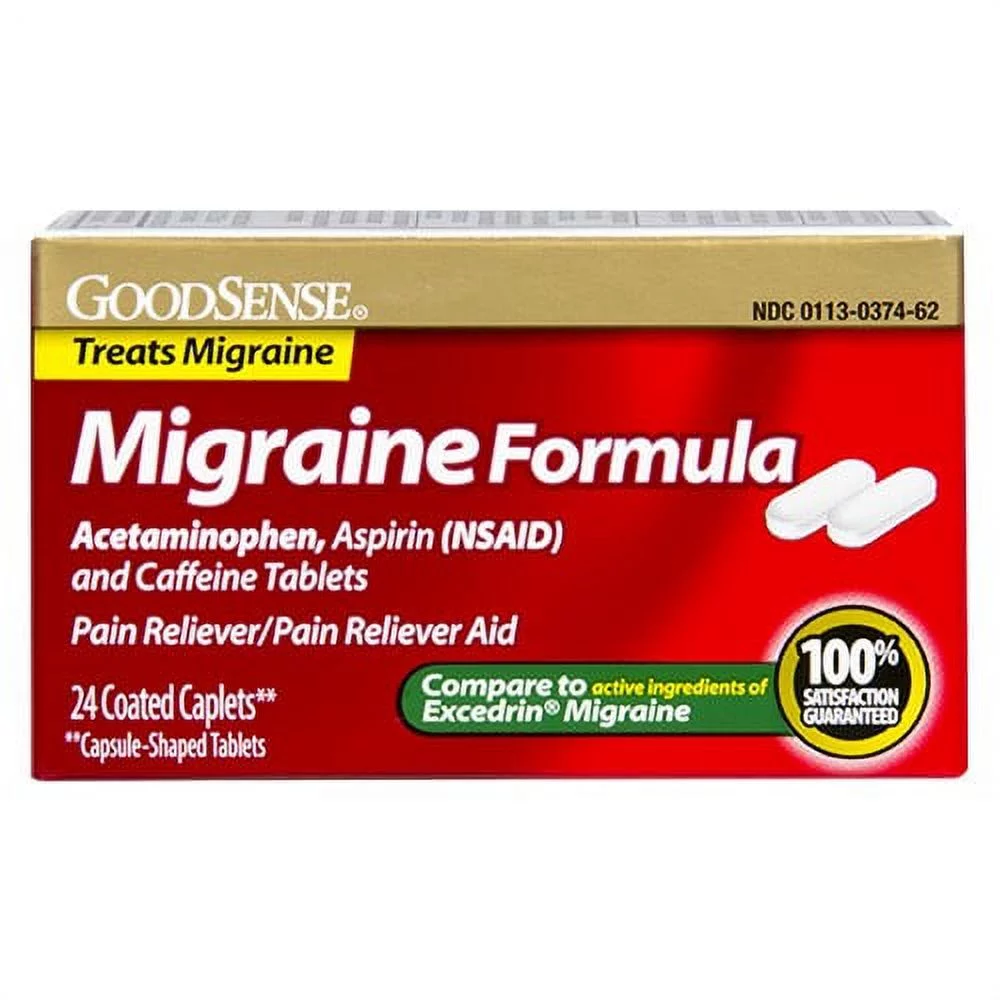 GOODSENSE®
NDC 0113-0374-62
Treats Migraine
Migraine Formula
Acetaminophen, Aspirin (NSAID)
and Caffeine Tablets
Pain Reliever/Pain Reliever Aid
24 Coated Caplets**
**Capsule-Shaped Tablets
Compare to active ingredients of
Excedrin® Migraine
100%
SATISFACTION
GUARANTEED